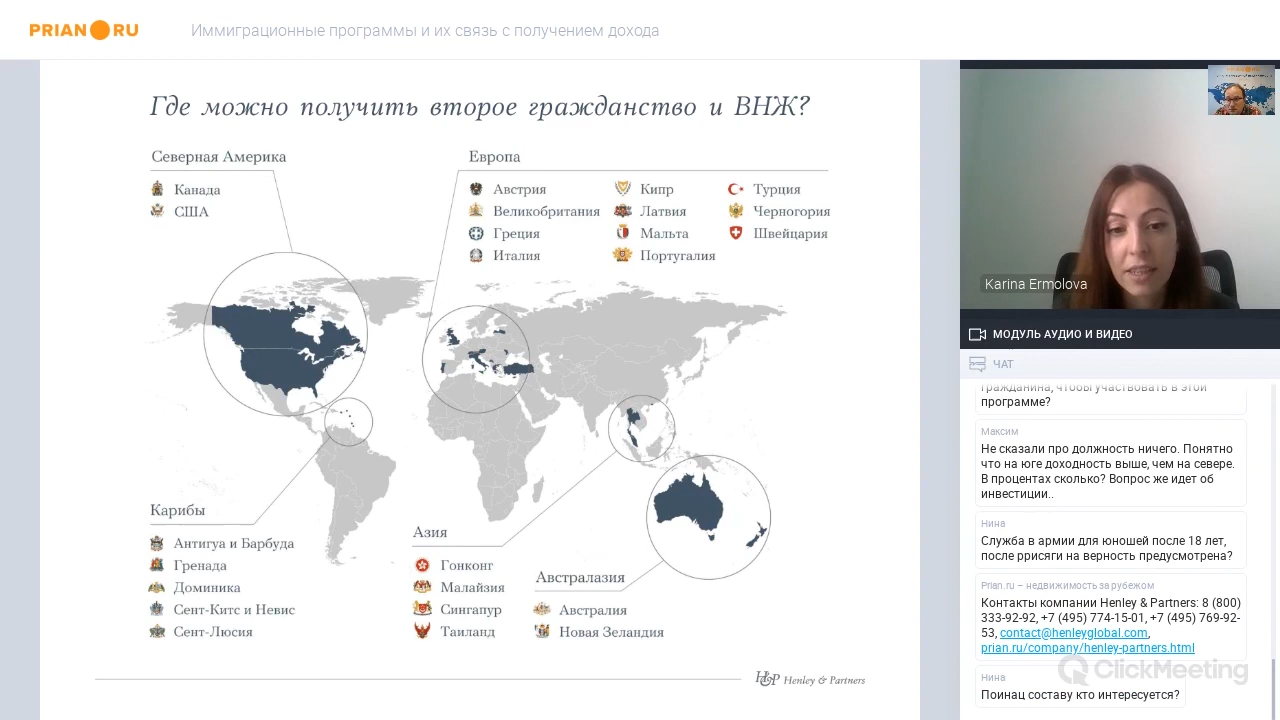 PRIAN RU
Иммиграционные программы и их связь с получением дохода
Где можно получить второе гражданство и ВНЖ?
Северная Америка
Канада
США
Европа
Австрия
Великобритания
Греция
Италия
Кипр
Латвия
Мальта
Португалия
Турция
Черногория
Швейцария
Карибы
Антигуа и Барбуда
Гренада
Доминика
Сент-Китс и Невис
Сент-Люсия
Азия
Гонконг
Малайзия
Сингапур
Таиланд
Австралазия
Австралия
Новая Зеландия
H&P Henley & Partners
Karina Ermolova
МОДУЛЬ АУДИО И ВИДЕО
ЧАТ
гражданина, чтобы участвовать в этой
программе?
Максим
Не сказали про должность ничего. Понятно
что на юге доходность выше, чем на севере.
В процентах сколько? Вопрос же идет об
инвестиции..
Нина
Служба в армии для юношей после 18 лет,
после ррисяги на верность предусмотрена?
Prian.ru – недвижимость за рубежом
Контакты компании Henley & Partners: 8 (800)
333-92-92, +7 (495) 774-15-01, +7 (495) 769-92-
53, contact@henleyglobal.com,
prian.ru/company/henley-partners.html
ClickMeeting
Нина
Поинац составу кто интересуется?